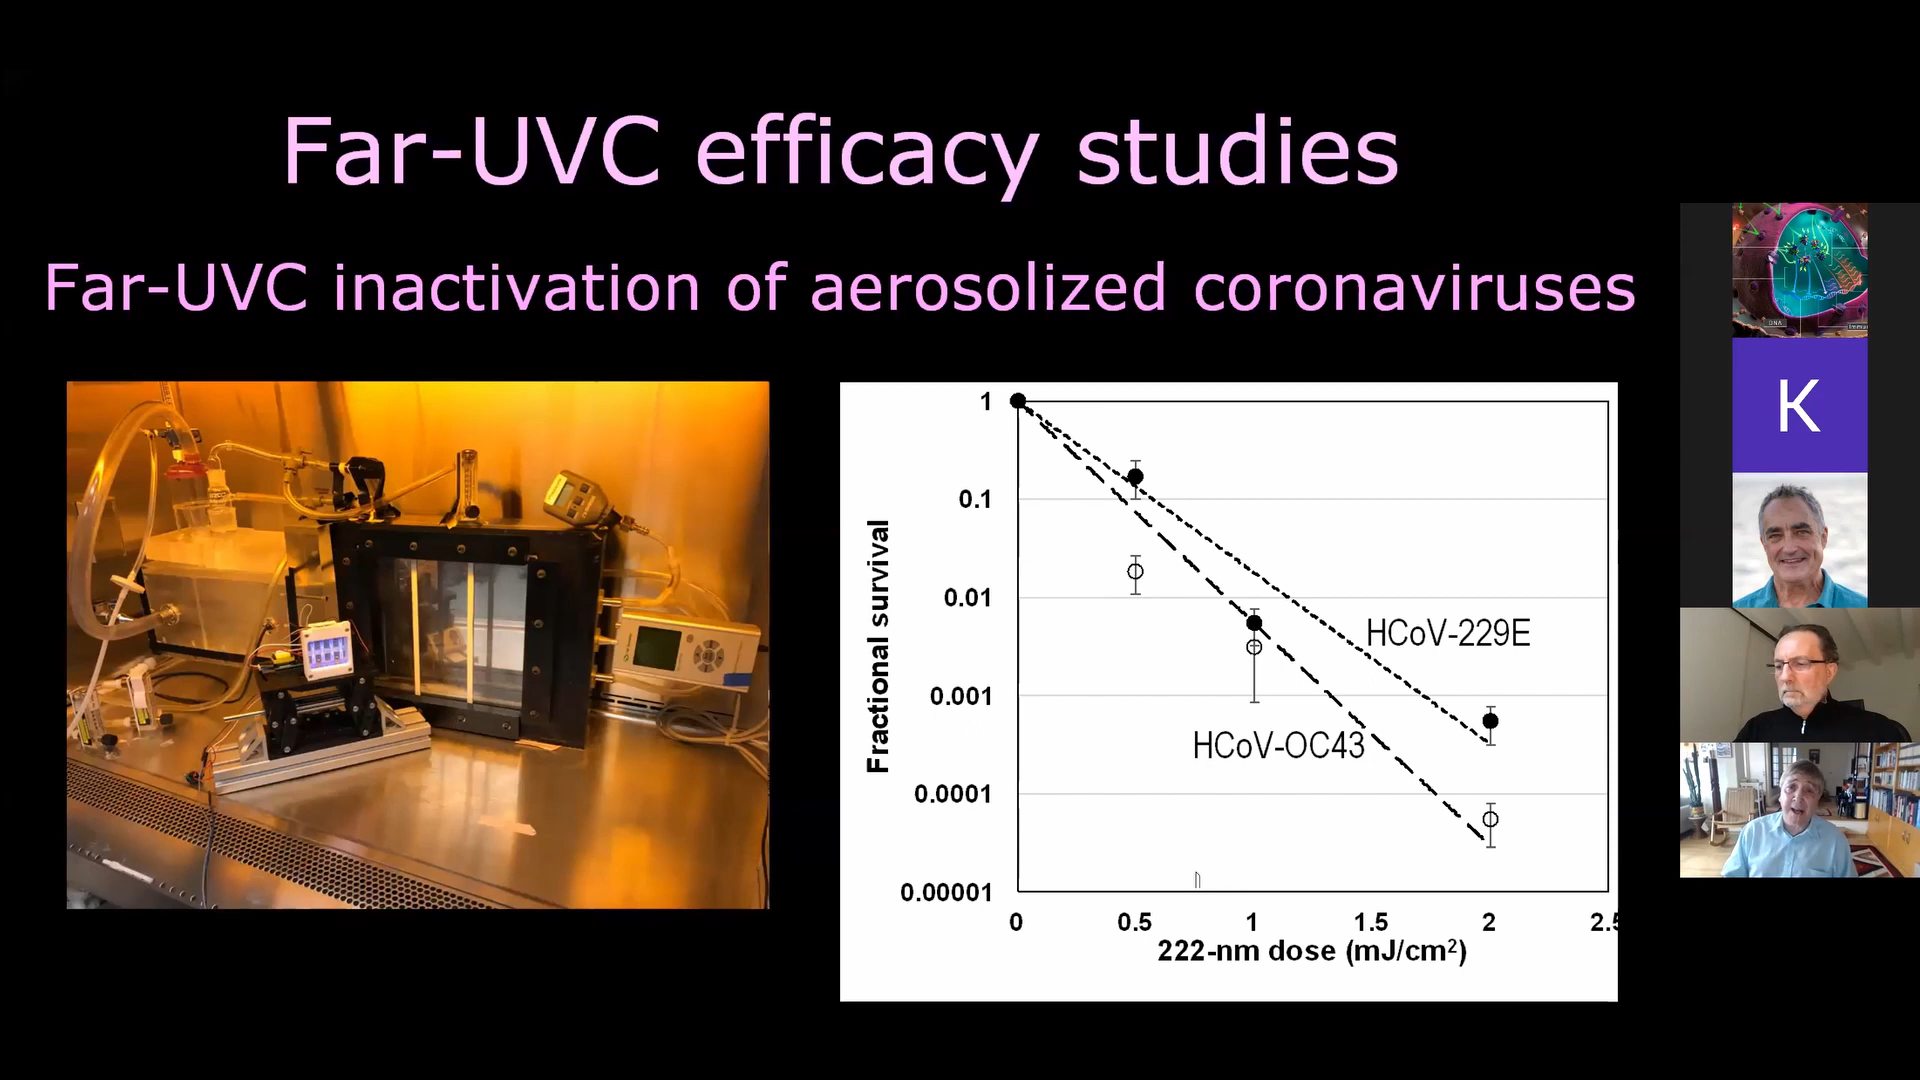 Far-UVC efficacy studies
Far-UVC inactivation of aerosolized coronaviruses
DNA
K
1
0.1
0.01
0.001
0.0001
0.00001
Fractional survival
HCoV-229E
HCoV-OC43
0 0.5 1 1.5 2 2.5
222-nm dose (mJ/cm²)